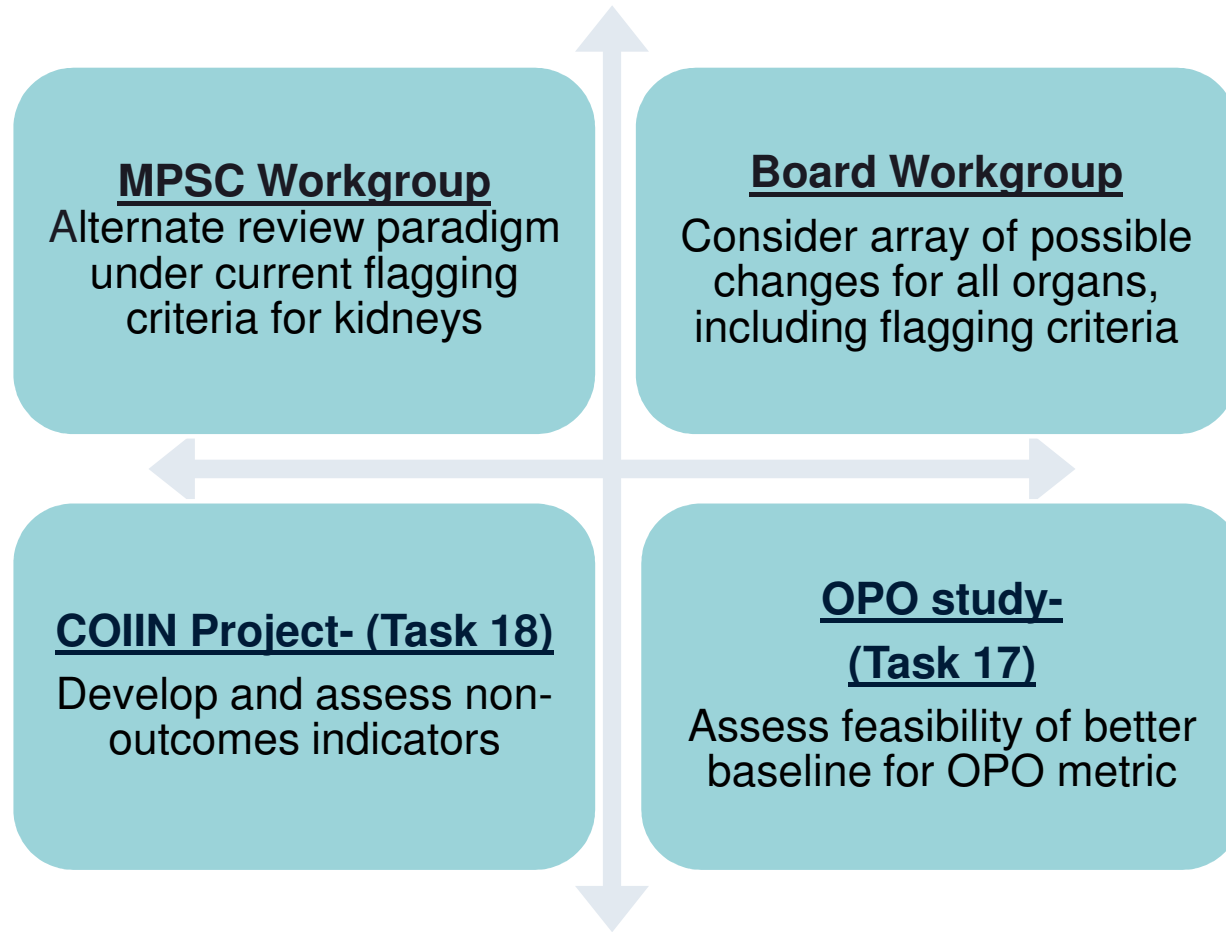 MPSC Workgroup
Alternate review paradigm
under current flagging
criteria for kidneys
Board Workgroup
Consider array of possible
changes for all organs,
including flagging criteria
COIIN Project- (Task 18)
Develop and assess non-
outcomes indicators
OPO study-
(Task 17)
Assess feasibility of better
baseline for OPO metric